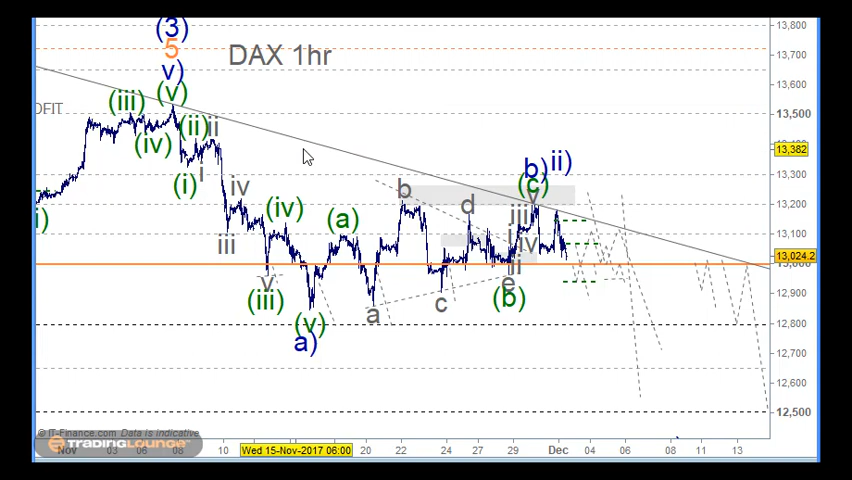 13,800
(3)
5
DAX 1hr
13,700
v)
13,600
(v)
(iii)
OFIT
13,500
(ii) ii
(iv)
13,382
i
ii)
b)
13,300
(i)
(c)
iv
b
v
13,200
d
iii
(iv)
(a)
i)
13,100
iii
iv
13,024.2
ii
13,000
v
e
12,900
(iii)
(b)
c
a
(v)
12,800
a)
12,700
12,600
12,500
© IT-Finance.com Data is indicative
TRADINGLOUNGE
Nov 03 06 08 10 Wed 15-Nov-2017 06:00 20 22 24 27 29 Dec 04 06 11 13